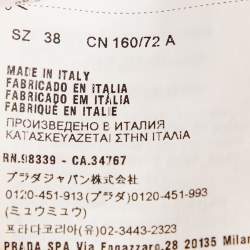 SZ 38 CN 160/72 A
MADE IN ITALY
FABRICADO EN ITALIA
FABRICADO EM ITÁLIA
FABRIQUÉ EN ITALIE
ПРОИЗВЕДЕНО В ИТАЛИЯ
ΚΑΤΑΣΚΕΥΑΖΕΤΑΙ ΣΤΗΝ ΙΤΑΛΙΑ
RN.98339 - CA.34767
プラダジャパン株式会社
0120-451-913 (プラダ)0120-451-993
(ミュウミュウ)
프라다코리아(유) 02-3443-2323
PRADA SPA Via Fogazzaro,28 20135 Milano